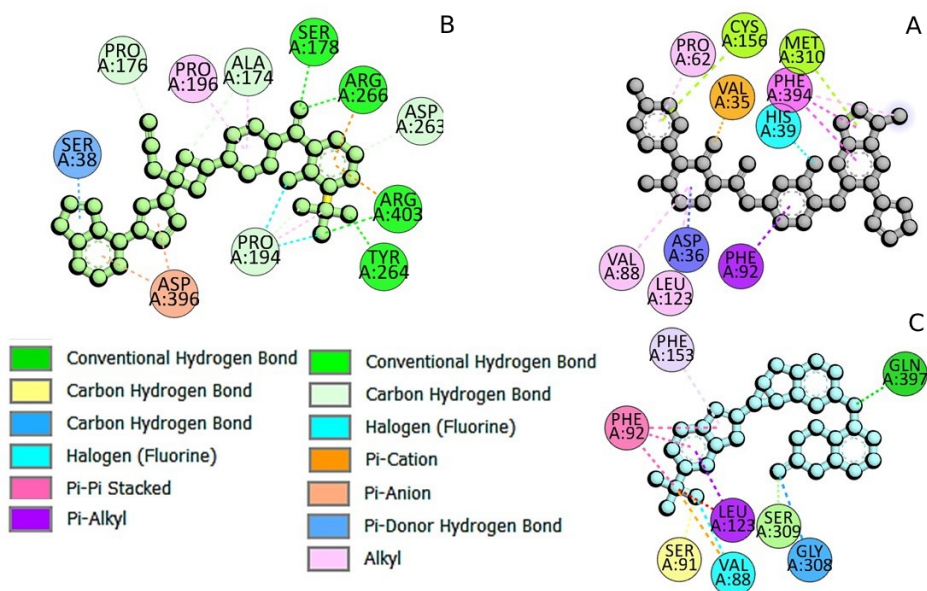 B
SER
A:178
PRO
A:176
PRO
A:196
ALA
A:174
ARG
A:266
ASP
A:263
SER
A:38
ARG
A:403
PRO
A:194
TYR
A:264
ASP
A:396
A
CYS
A:156
PRO
A:62
MET
A:310
VAL
A:35
PHE
A:394
HIS
A:39
VAL
A:88
ASP
A:36
PHE
A:92
LEU
A:123
C
PHE
A:153
GLN
A:397
PHE
A:92
LEU
A:123
SER
A:309
SER
A:91
VAL
A:88
GLY
A:308
Conventional Hydrogen Bond
Carbon Hydrogen Bond
Carbon Hydrogen Bond
Halogen (Fluorine)
Pi-Pi Stacked
Pi-Alkyl
Conventional Hydrogen Bond
Carbon Hydrogen Bond
Halogen (Fluorine)
Pi-Cation
Pi-Anion
Pi-Donor Hydrogen Bond
Alkyl